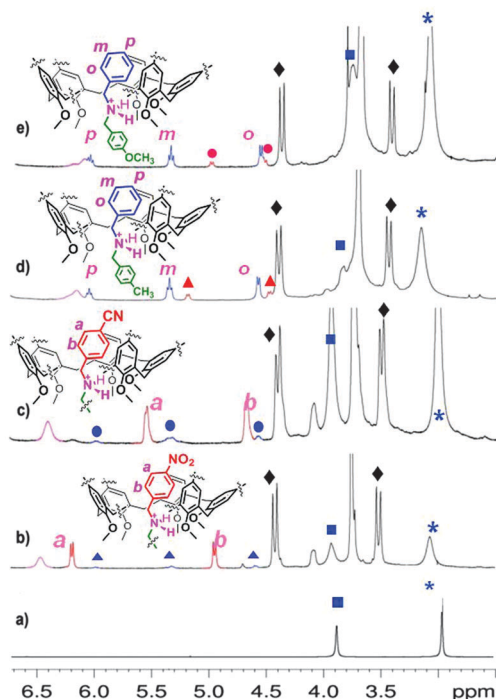 m p
o
H
N+
H
O O
OCH3
p m o
e)
m p
o
H
N+
H
O O
CH3
p m o
d)
CN
a
b
H
N+
H
O O
a b
c)
NO2
a
b
H
N+
H
O O
a b
b)
a)
6.5 6.0 5.5 5.0 4.5 4.0 3.5 ppm